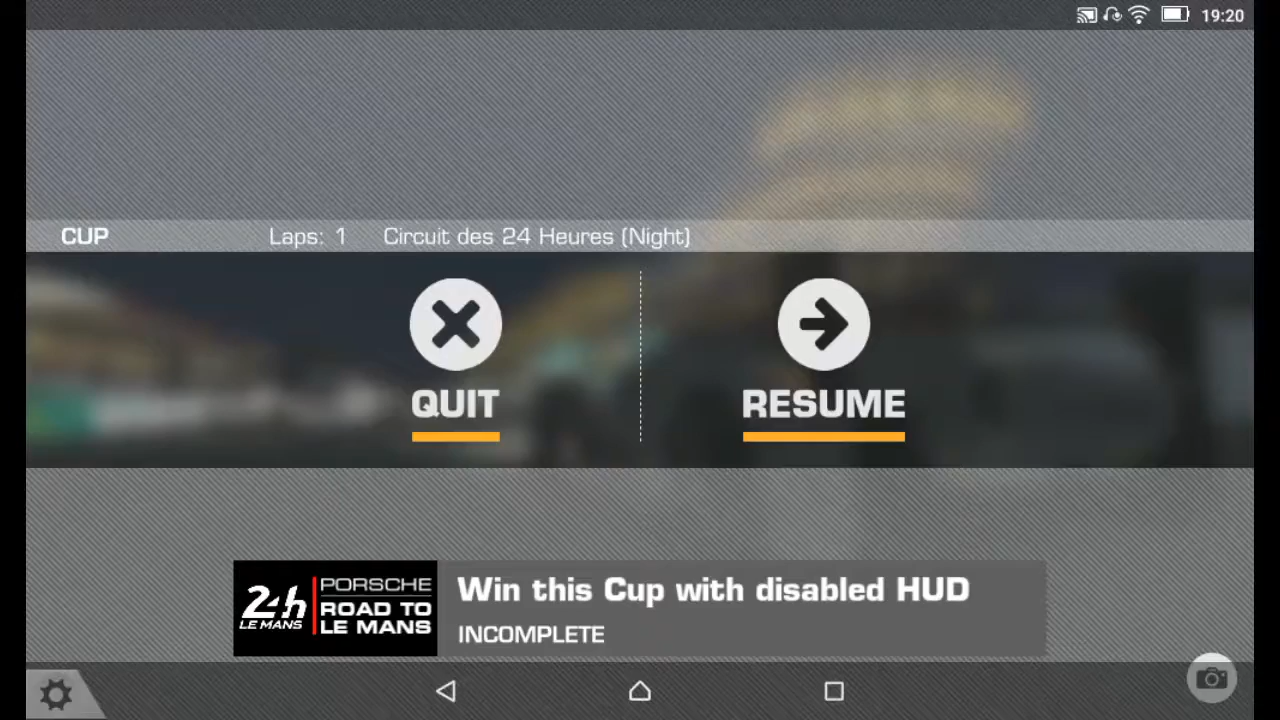 19:20
CUP Laps: 1 Circuit des 24 Heures (Night)
QUIT RESUME
24h
LE MANS
PORSCHE
ROAD TO
LE MANS
Win this Cup with disabled HUD
INCOMPLETE